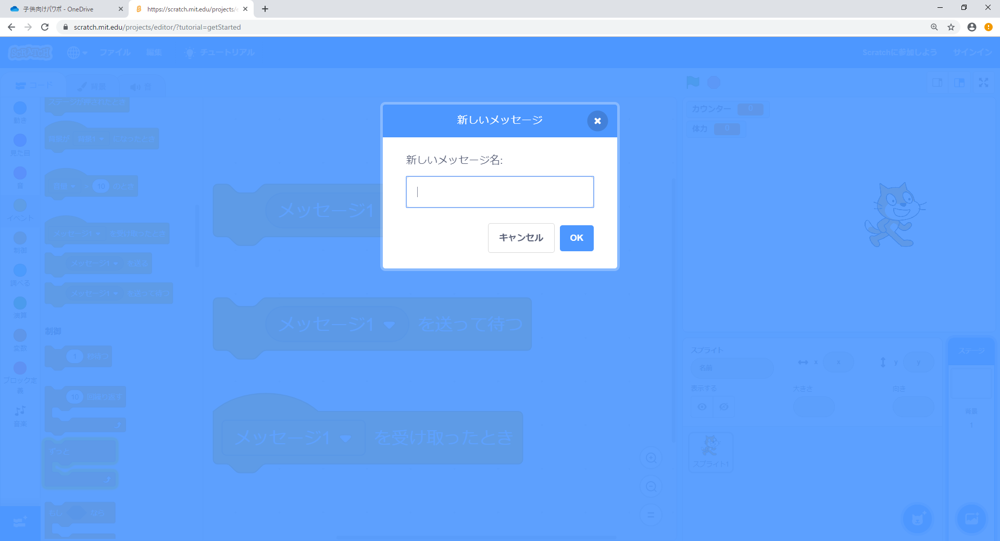 子供向けパワポ - OneDrive
https://scratch.mit.edu/projects/e
scratch.mit.edu/projects/editor/?tutorial=getStarted
SCRATCH
ファイル
編集
チュートリアル
Scratchに参加しよう
サインイン
コード
背景
音
動き
見た目
音
イベント
制御
調べる
演算
変数
ブロック定
義
音楽
ステージが押されたとき
背景が 背景1 になったとき
音量 > 10 のとき
メッセージ1 を受け取ったとき
メッセージ1 を送る
メッセージ1 を送って待つ
制御
1 秒待つ
10 回繰り返す
ずっと
もし なら
メッセージ1
メッセージ1 を送って待つ
メッセージ1 を受け取ったとき
新しいメッセージ
新しいメッセージ名:
キャンセル
OK
カウンター 0
体力 0
スプライト
名前
x x
y y
表示する
大きさ
向き
スプライト1
ステージ
背景
1